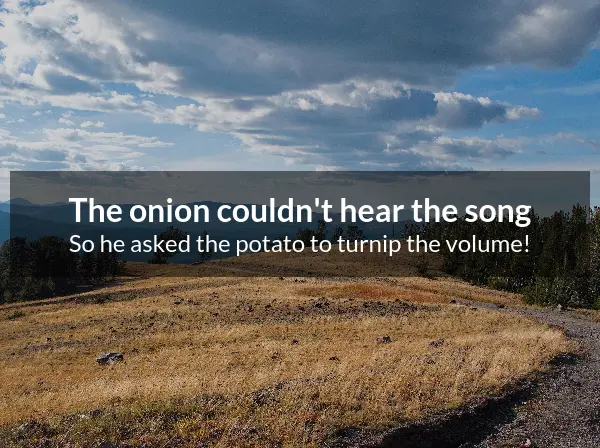 The onion couldn't hear the song
So he asked the potato to turnip the volume!